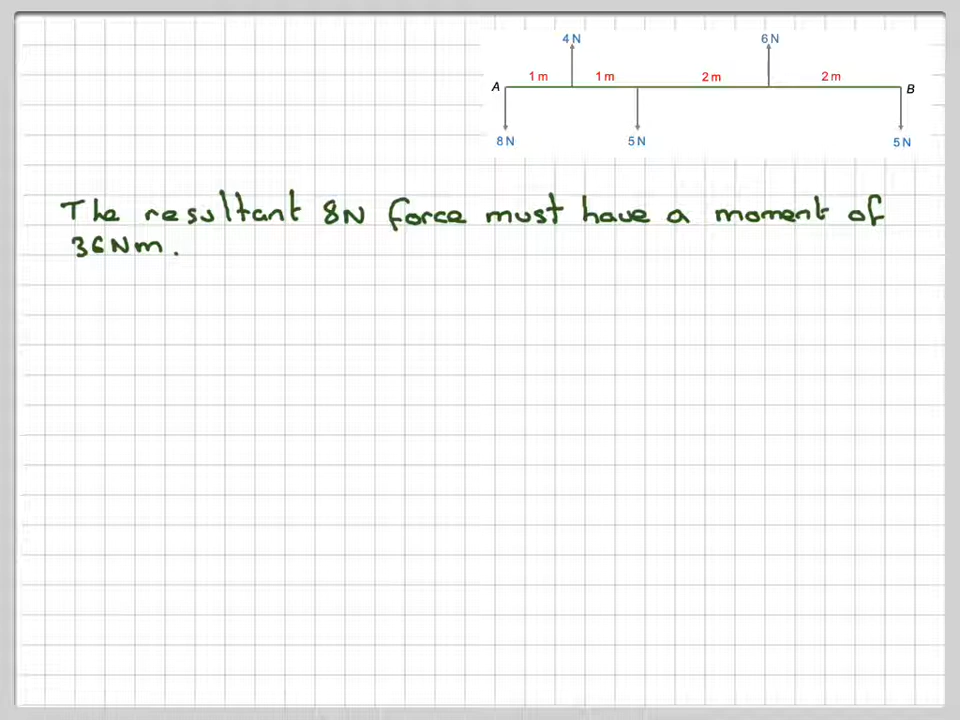 4 N 6 N
1 m 1 m 2 m 2 m
A B
8 N 5 N 5 N
The resultant 8N force must have a moment of
36Nm.